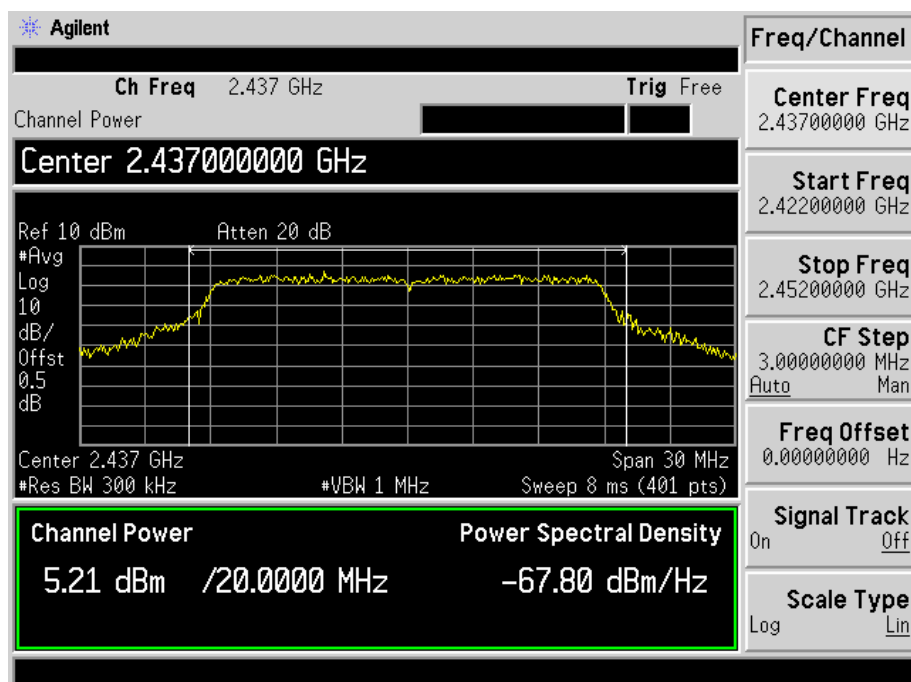 Agilent
Freq/Channel
Ch Freq 2.437 GHz Trig Free
Channel Power
Center 2.437000000 GHz
Ref 10 dBm Atten 20 dB
#Avg
Log
10
dB/
Offst
0.5
dB
Center 2.437 GHz Span 30 MHz
#Res BW 300 kHz #VBW 1 MHz Sweep 8 ms (401 pts)
Channel Power Power Spectral Density
5.21 dBm /20.0000 MHz -67.80 dBm/Hz
Center Freq
2.43700000 GHz
Start Freq
2.42200000 GHz
Stop Freq
2.45200000 GHz
CF Step
3.00000000 MHz
Auto Man
Freq Offset
0.00000000 Hz
Signal Track
On Off
Scale Type
Log Lin